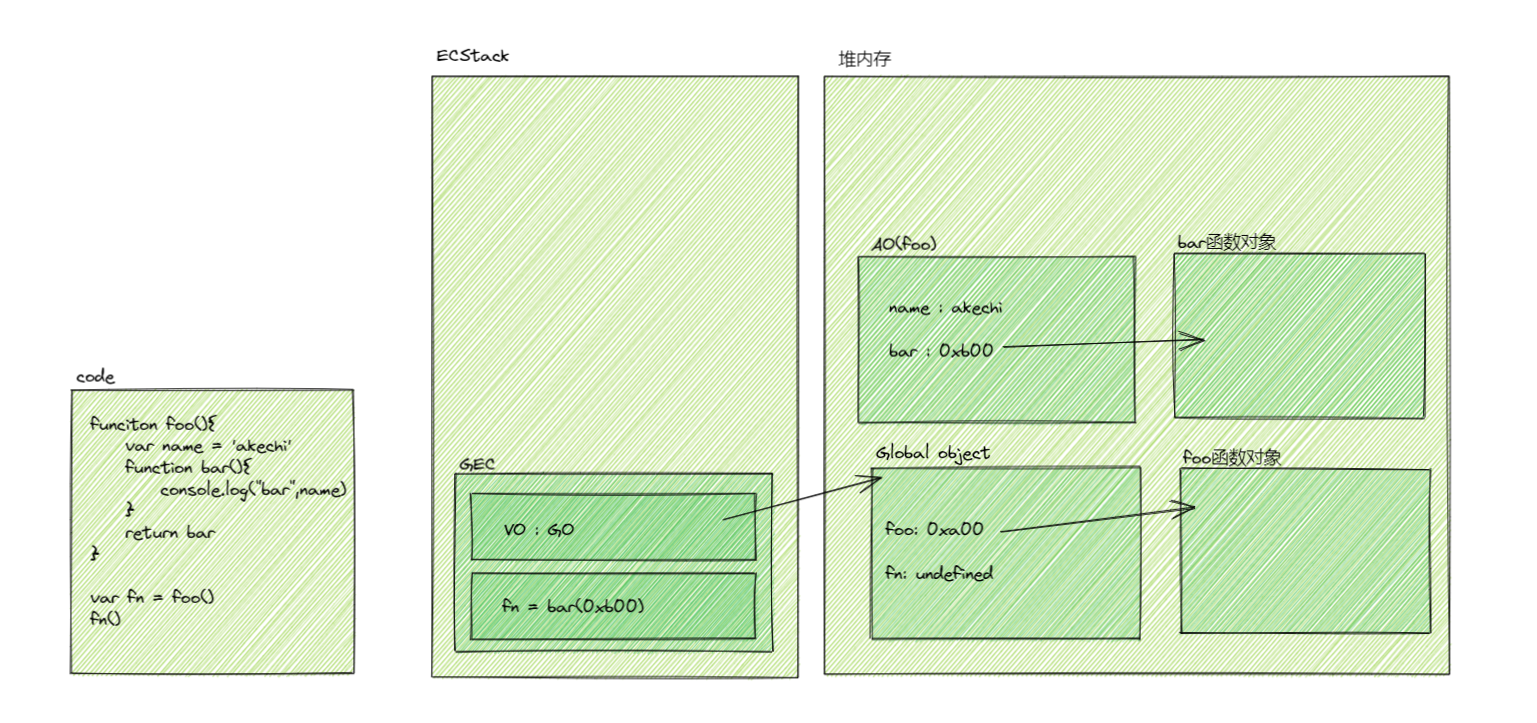 code
funciton foo(){
var name = 'akechi'
function bar(){
console.log("bar",name)
}
return bar
}
var fn = foo()
fn()
ECStack
GEC
VO : GO
fn = bar(0xb00)
堆内存
AO(foo)
name : akechi
bar : 0xb00
bar函数对象
Global object
foo: 0xa00
fn: undefined
foo函数对象